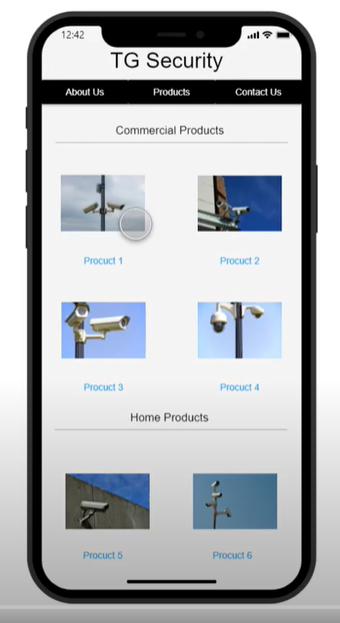 12:42
TG Security
About Us Products Contact Us
Commercial Products
Procuct 1 Procuct 2
Procuct 3 Procuct 4
Home Products
Procuct 5 Procuct 6